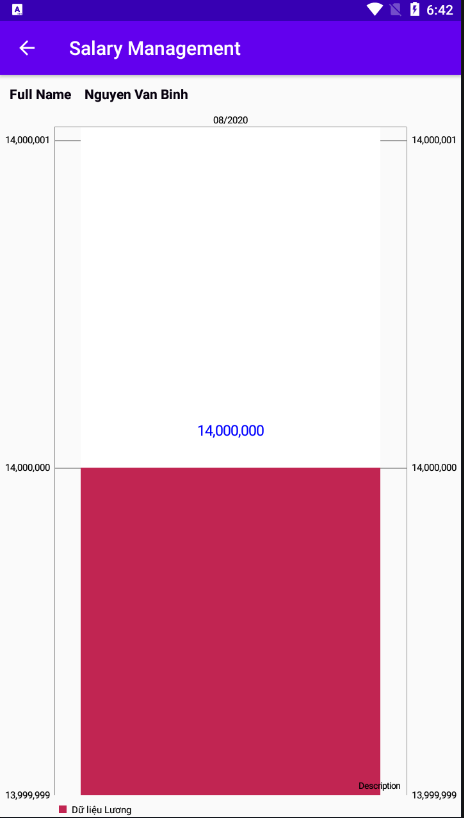 A
6:42
Salary Management
Full Name Nguyen Van Binh
08/2020
14,000,001 14,000,001
14,000,000
14,000,000 14,000,000
Description
13,999,999 13,999,999
Dữ liệu Lương